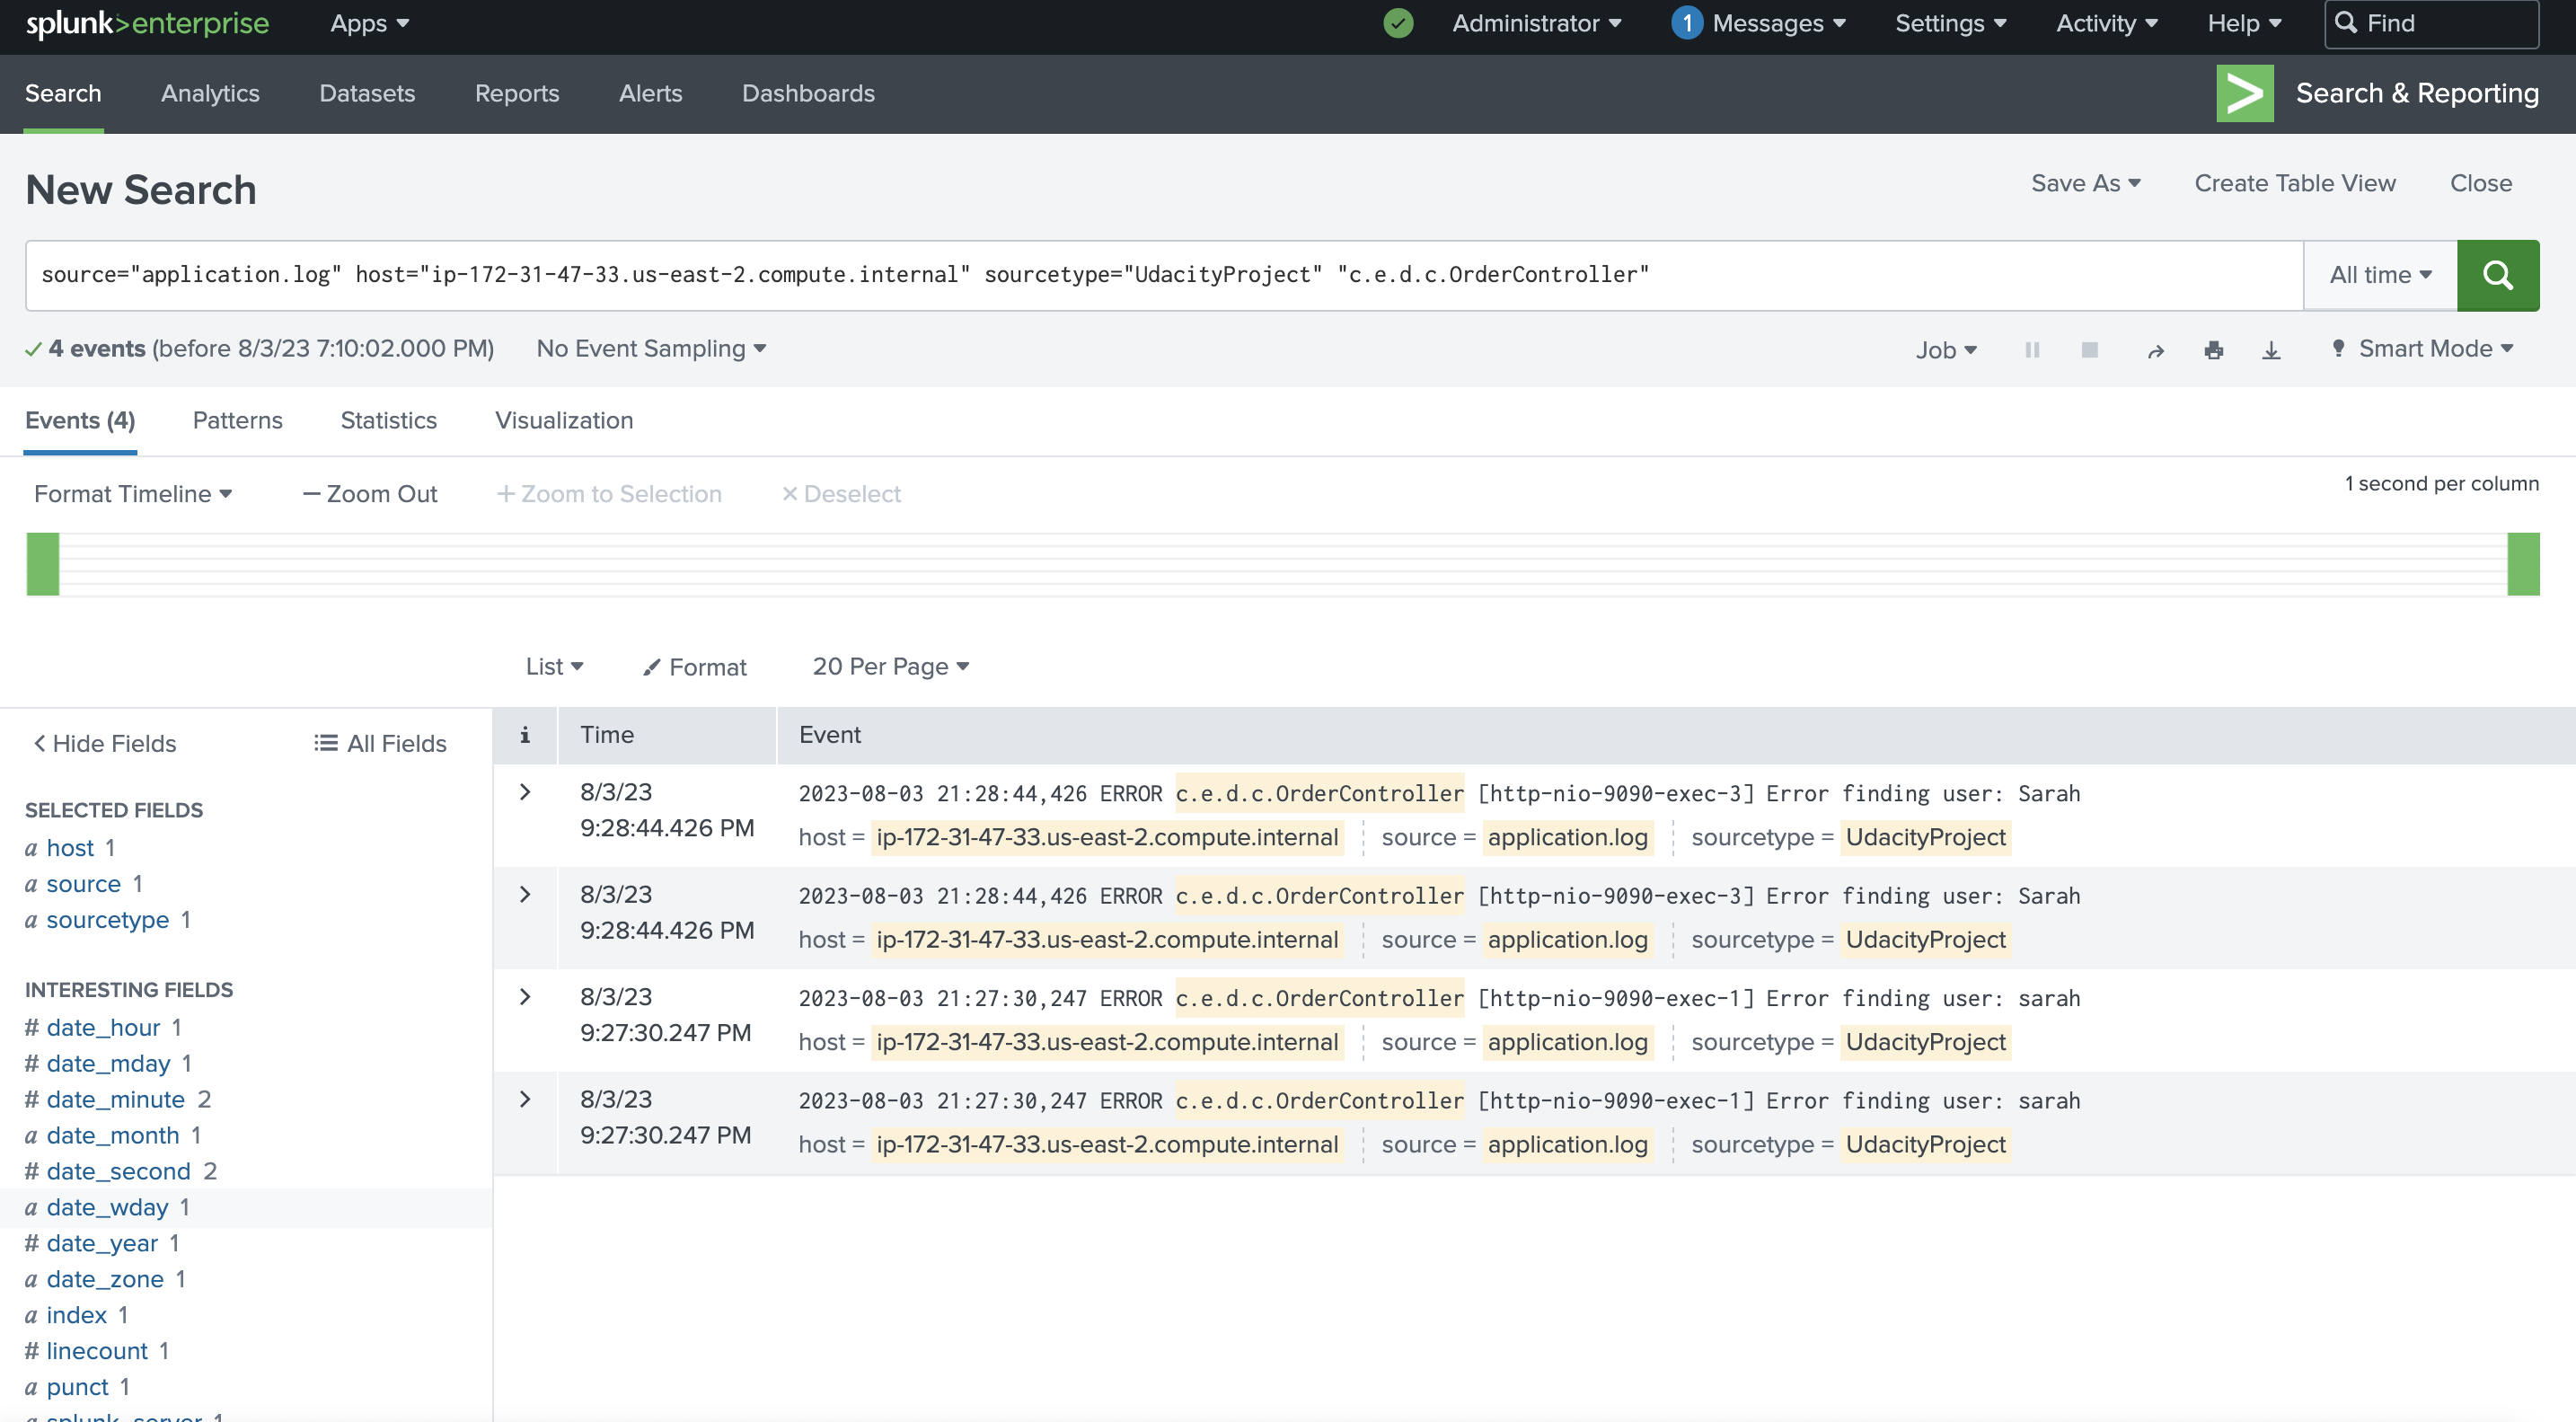 splunk>enterprise Apps Administrator 1 Messages Settings Activity Help Find
Search Analytics Datasets Reports Alerts Dashboards > Search & Reporting
New Search Save As Create Table View Close
source="application.log" host="ip-172-31-47-33.us-east-2.compute.internal" sourcetype="UdacityProject" "c.e.d.c.OrderController" All time
4 events (before 8/3/23 7:10:02.000 PM) No Event Sampling Job Smart Mode
Events (4) Patterns Statistics Visualization
Format Timeline — Zoom Out + Zoom to Selection × Deselect 1 second per column
List Format 20 Per Page
< Hide Fields All Fields
SELECTED FIELDS
a host 1
a source 1
a sourcetype 1
INTERESTING FIELDS
# date_hour 1
# date_mday 1
# date_minute 2
a date_month 1
# date_second 2
a date_wday 1
# date_year 1
a date_zone 1
a index 1
# linecount 1
a punct 1
a splunk_server 1
i Time Event
> 8/3/23 2023-08-03 21:28:44,426 ERROR c.e.d.c.OrderController [http-nio-9090-exec-3] Error finding user: Sarah
9:28:44.426 PM host = ip-172-31-47-33.us-east-2.compute.internal source = application.log sourcetype = UdacityProject
> 8/3/23 2023-08-03 21:28:44,426 ERROR c.e.d.c.OrderController [http-nio-9090-exec-3] Error finding user: Sarah
9:28:44.426 PM host = ip-172-31-47-33.us-east-2.compute.internal source = application.log sourcetype = UdacityProject
> 8/3/23 2023-08-03 21:27:30,247 ERROR c.e.d.c.OrderController [http-nio-9090-exec-1] Error finding user: sarah
9:27:30.247 PM host = ip-172-31-47-33.us-east-2.compute.internal source = application.log sourcetype = UdacityProject
> 8/3/23 2023-08-03 21:27:30,247 ERROR c.e.d.c.OrderController [http-nio-9090-exec-1] Error finding user: sarah
9:27:30.247 PM host = ip-172-31-47-33.us-east-2.compute.internal source = application.log sourcetype = UdacityProject